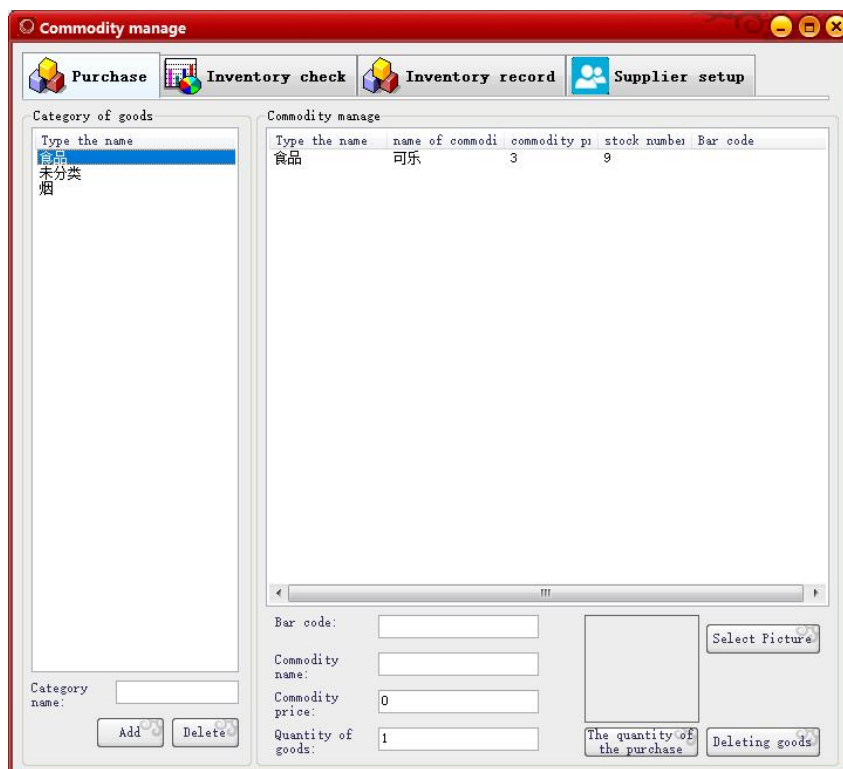 Commodity manage
Purchase
Inventory check
Inventory record
Supplier setup
Category of goods
Type the name
食品
未分类
烟
Category
name:
Add
Delete
Commodity manage
Type the name name of commodi commodity pr stock number Bar code
食品 可乐 3 9
Bar code:
Commodity
name:
Commodity
price:
0
Quantity of
goods:
1
Select Picture
The quantity of
the purchase
Deleting goods